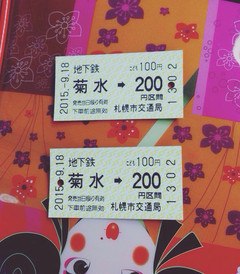 2015.-9.18
地下鉄 こども100円
菊水 ➡ 200
円区間
発売当日限り有効
下車前途無効 札幌市交通局
1302
2015.-9.18
地下鉄 こども100円
菊水 ➡ 200
円区間
発売当日限り有効
下車前途無効 札幌市交通局
1302